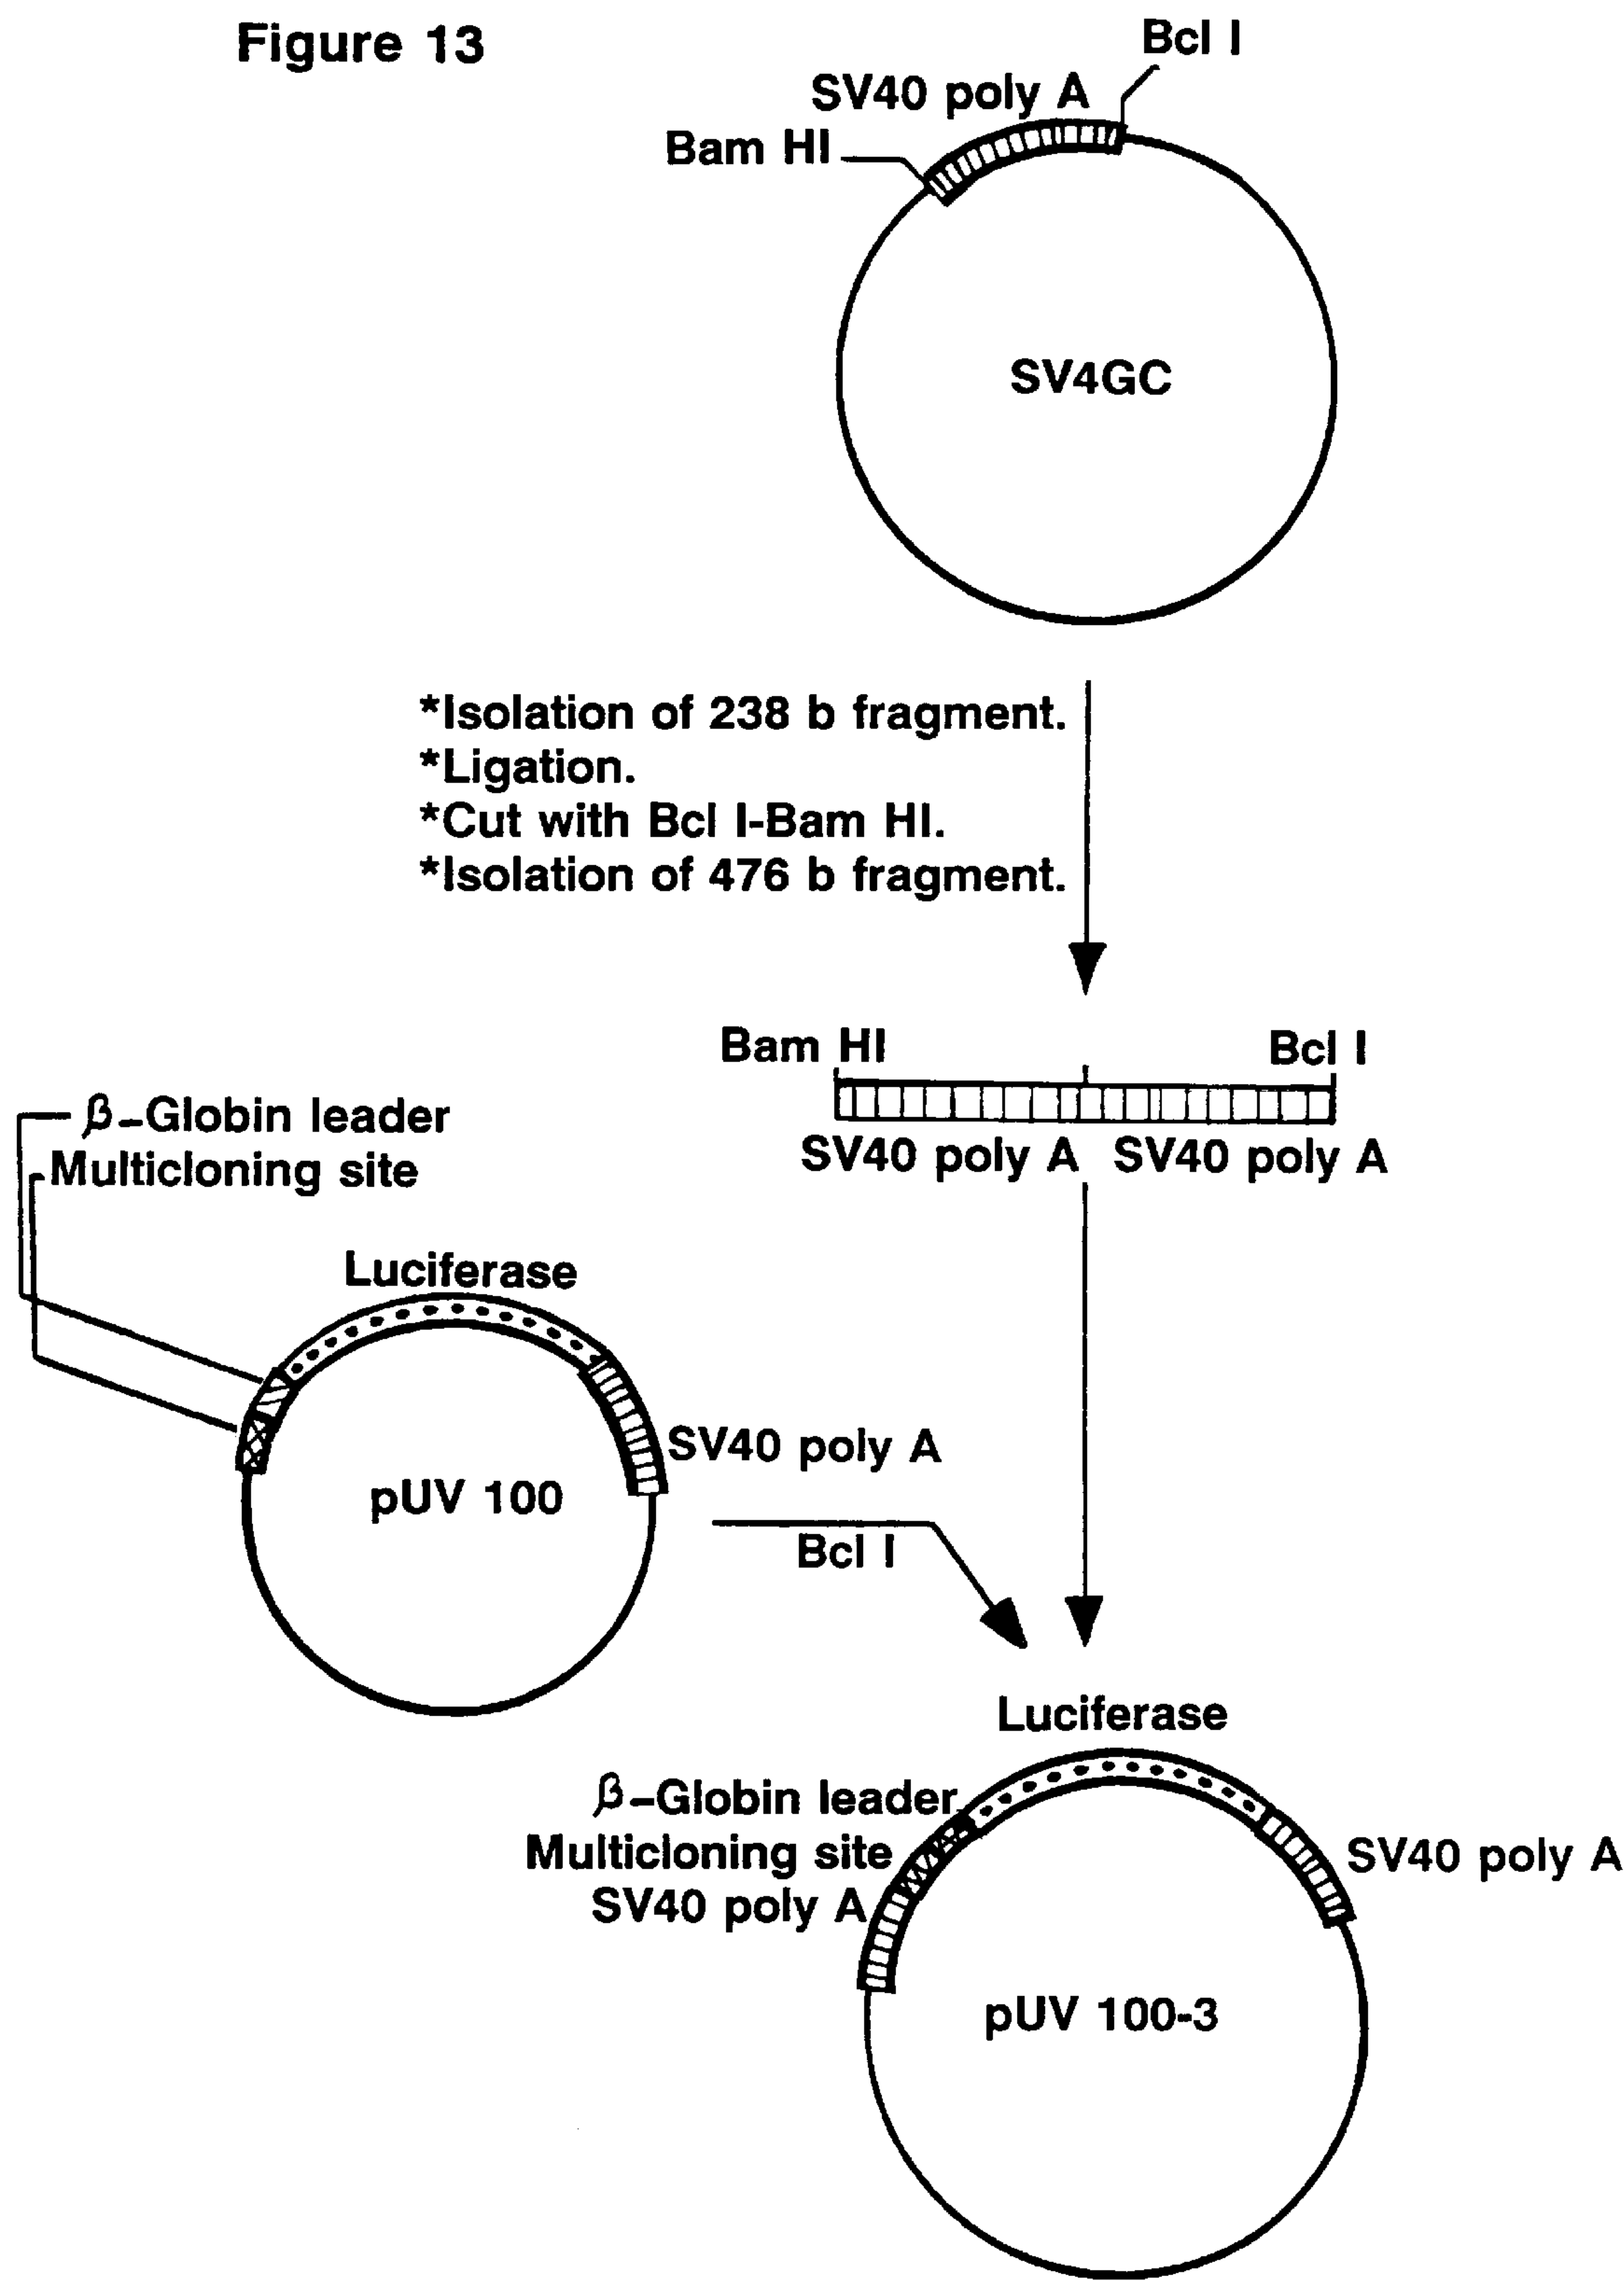 Figure 13
Bcl I
SV40 poly A
Bam HI
SV4GC
*Isolation of 238 b fragment.
*Ligation.
*Cut with Bcl I-Bam HI.
*Isolation of 476 b fragment.
Bam HI
Bcl I
SV40 poly A
SV40 poly A
β-Globin leader
Multicloning site
Luciferase
SV40 poly A
pUV 100
Bcl I
Luciferase
β-Globin leader
Multicloning site
SV40 poly A
SV40 poly A
pUV 100-3